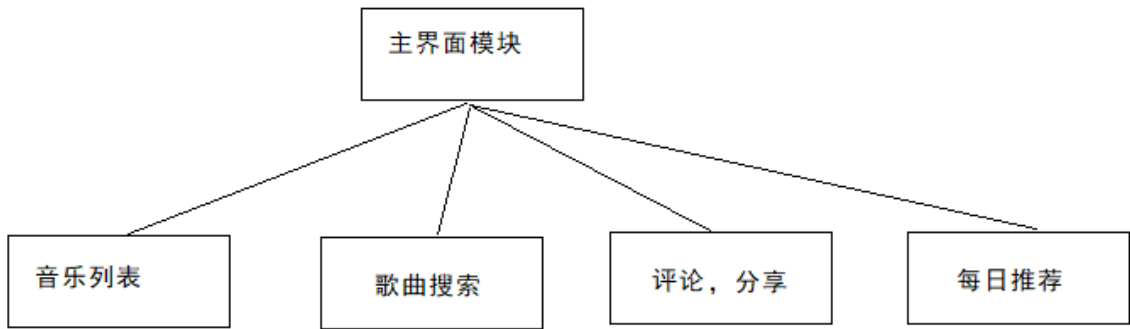 主界面模块
音乐列表
歌曲搜索
评论，分享
每日推荐